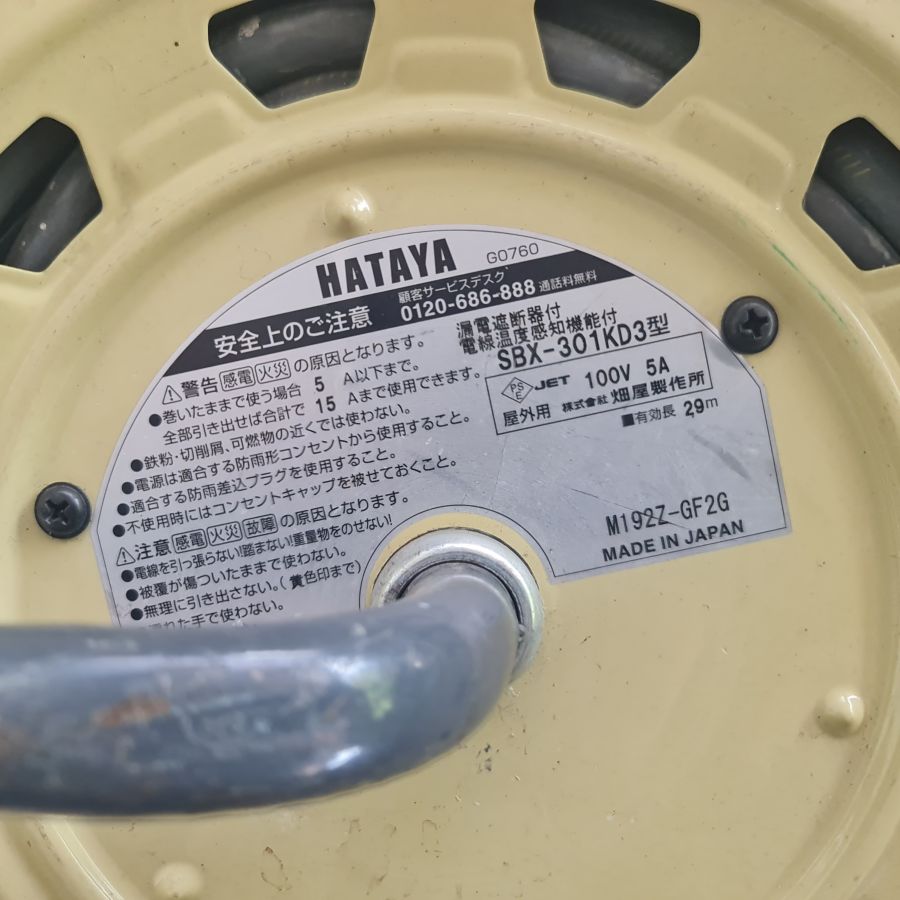 HATAYA
G0760
安全上のご注意
顧客サービスデスク
0120-686-888 通話料無料
漏電遮断器付
電線温度感知機能付
SBX-301KD3型
PSE JET 100V 5A
屋外用 株式会社 畑屋製作所
■有効長 29m
M192Z-GF2G
MADE IN JAPAN
⚠警告 感電 火災 の原因となります。
●巻いたままで使う場合 5 A以下まで。
全部引き出せば合計で 15 Aまで使用できます。
●鉄粉・切削屑、可燃物の近くでは使わない。
●電源は適合する防雨形コンセントから使用すること。
●適合する防雨差込プラグを使用すること。
●不使用時にはコンセントキャップを被せておくこと。
⚠注意 感電 火災 故障 の原因となります。
●電線を引っ張らない!踏まない!重量物をのせない!
●被覆が傷ついたままで使わない。
●無理に引き出さない。(黄色印まで)
れた手で使わない。